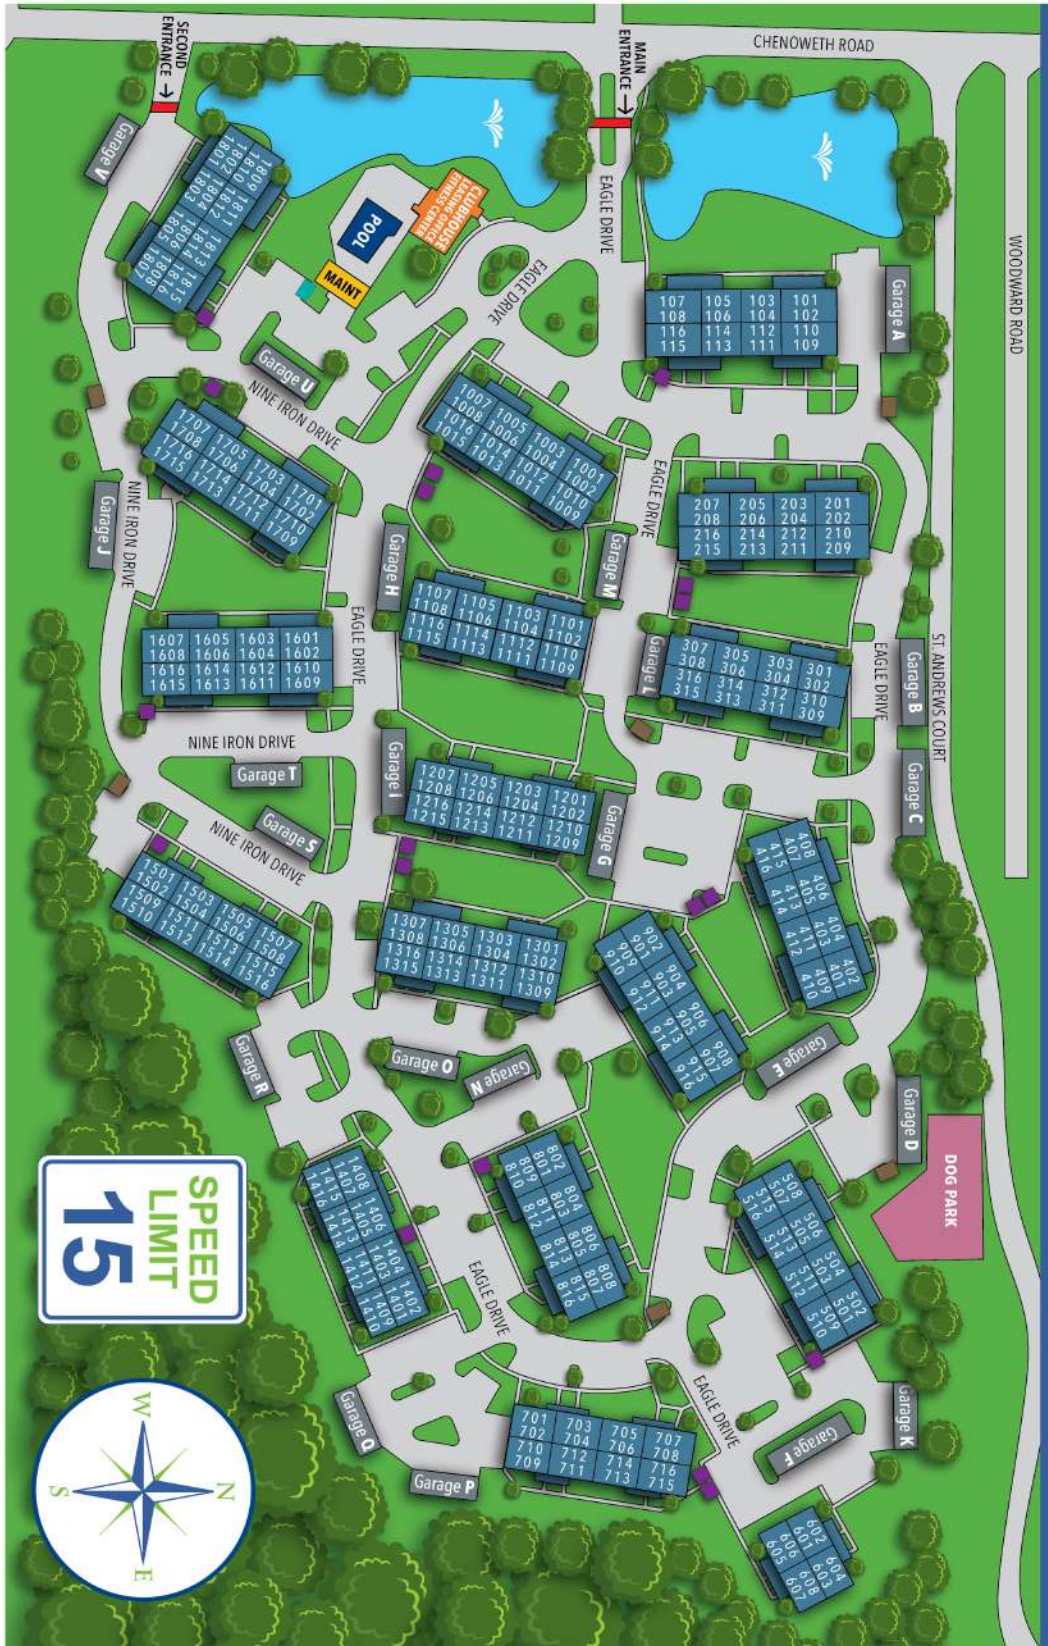 CHENOWETH ROAD
SECOND
ENTRANCE →
MAIN
ENTRANCE →
WOODWARD ROAD
ST. ANDREWS COURT
EAGLE DRIVE
Garage V
1809 1811 1813 1815
1810 1812 1814 1816
1802 1804 1806 1808
1801 1803 1805 1807
CLUBHOUSE
LEASING OFFICE
FITNESS CENTER
POOL
MAINT
EAGLE DRIVE
107 105 103 101
108 106 104 102
116 114 112 110
115 113 111 109
Garage A
Garage U
NINE IRON DRIVE
1007 1005 1003 1001
1008 1006 1004 1002
1016 1014 1012 1010
1015 1013 1011 1009
1707 1705 1703 1701
1708 1706 1704 1702
1716 1714 1712 1710
1715 1713 1711 1709
EAGLE DRIVE
207 205 203 201
208 206 204 202
216 214 212 210
215 213 211 209
Garage J
NINE IRON DRIVE
Garage H
Garage M
1107 1105 1103 1101
1108 1106 1104 1102
1116 1114 1112 1110
1115 1113 1111 1109
EAGLE DRIVE
1607 1605 1603 1601
1608 1606 1604 1602
1616 1614 1612 1610
1615 1613 1611 1609
Garage L
307 305 303 301
308 306 304 302
316 314 312 310
315 313 311 309
EAGLE DRIVE
Garage B
NINE IRON DRIVE
Garage T
Garage I
1207 1205 1203 1201
1208 1206 1204 1202
1216 1214 1212 1210
1215 1213 1211 1209
Garage G
Garage C
Garage S
NINE IRON DRIVE
408 406 404 402
407 405 403 401
415 413 411 409
416 414 412 410
1501 1503 1505 1507
1502 1504 1506 1508
1509 1511 1513 1515
1510 1512 1514 1516
1307 1305 1303 1301
1308 1306 1304 1302
1316 1314 1312 1310
1315 1313 1311 1309
902 904 906 908
901 903 905 907
909 911 913 915
910 912 914 916
Garage R
Garage O
Garage N
Garage E
Garage D
DOG PARK
1408 1406 1404 1402
1407 1405 1403 1401
1415 1413 1411 1409
1416 1414 1412 1410
802 804 806 808
801 803 805 807
809 811 813 815
810 812 814 816
508 506 504 502
507 505 503 501
515 513 511 509
516 514 512 510
SPEED
LIMIT
15
EAGLE DRIVE
EAGLE DRIVE
Garage Q
Garage P
701 703 705 707
702 704 706 708
710 712 714 716
709 711 713 715
Garage F
Garage K
602 604
601 603
606 608
605 607
W
N
S
E